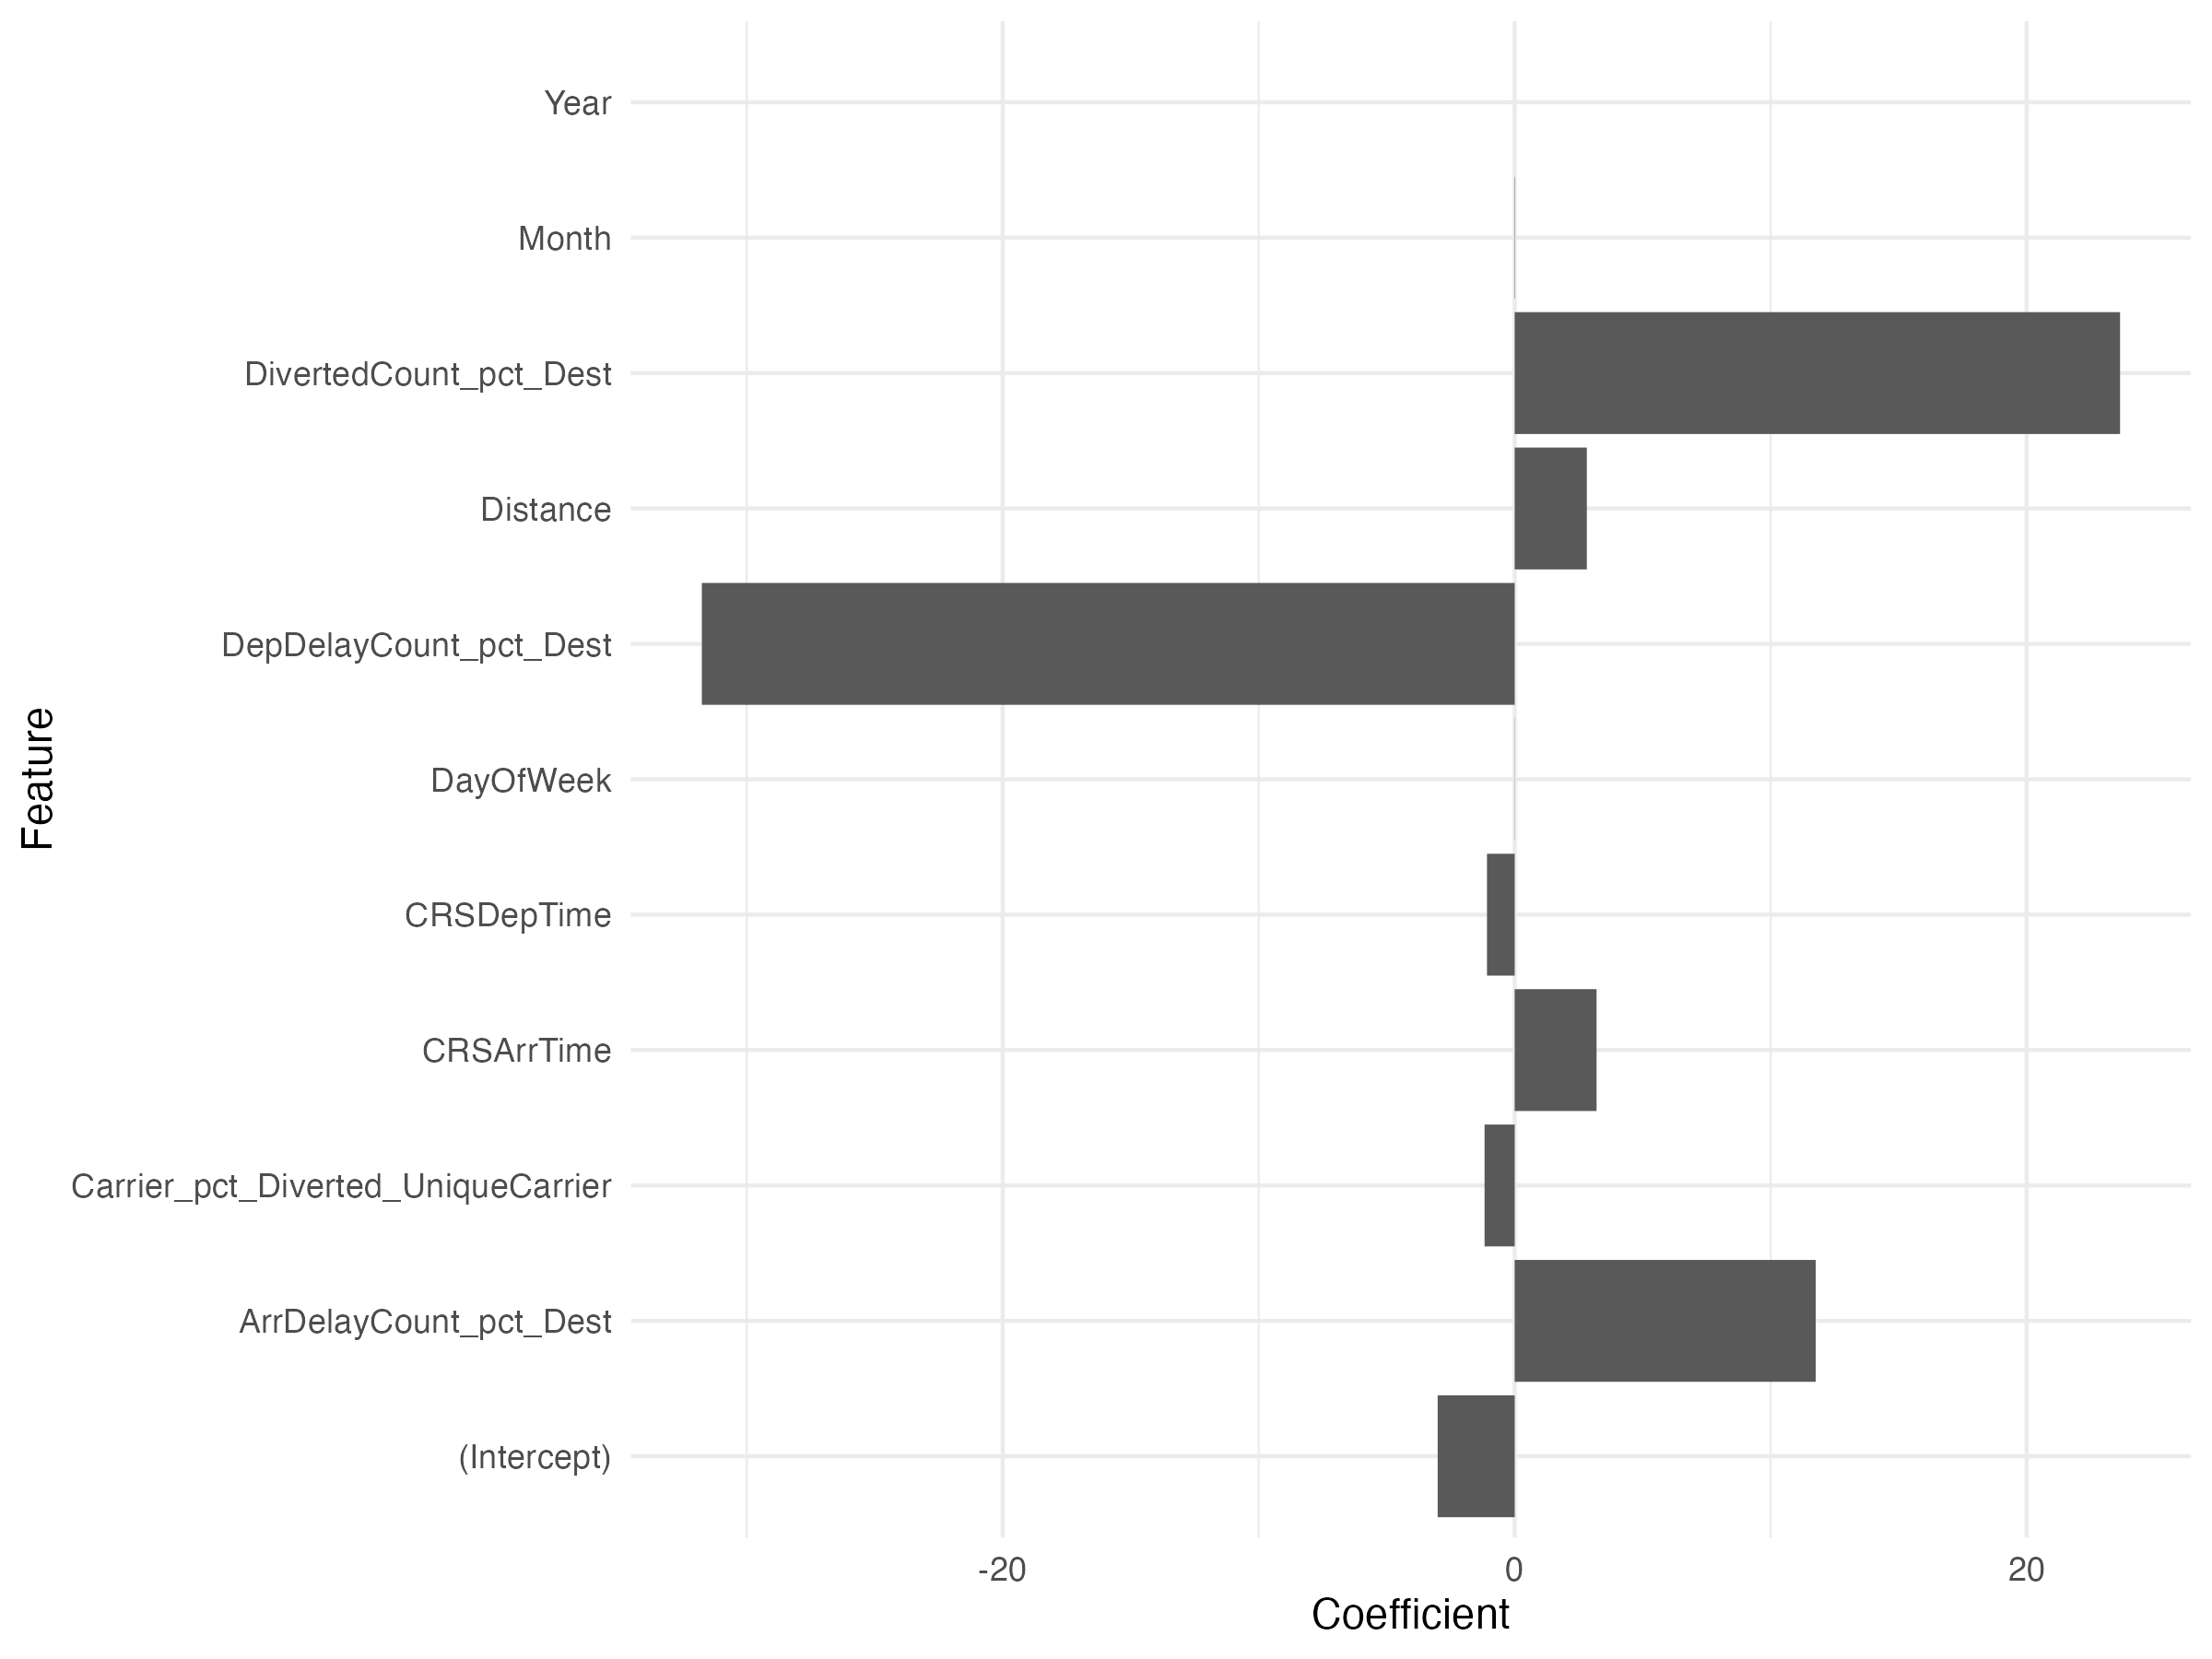 Year
Month
DivertedCount_pct_Dest
Distance
DepDelayCount_pct_Dest
DayOfWeek
CRSDepTime
CRSArrTime
Carrier_pct_Diverted_UniqueCarrier
ArrDelayCount_pct_Dest
(Intercept)
Feature
-20 0 20
Coefficient